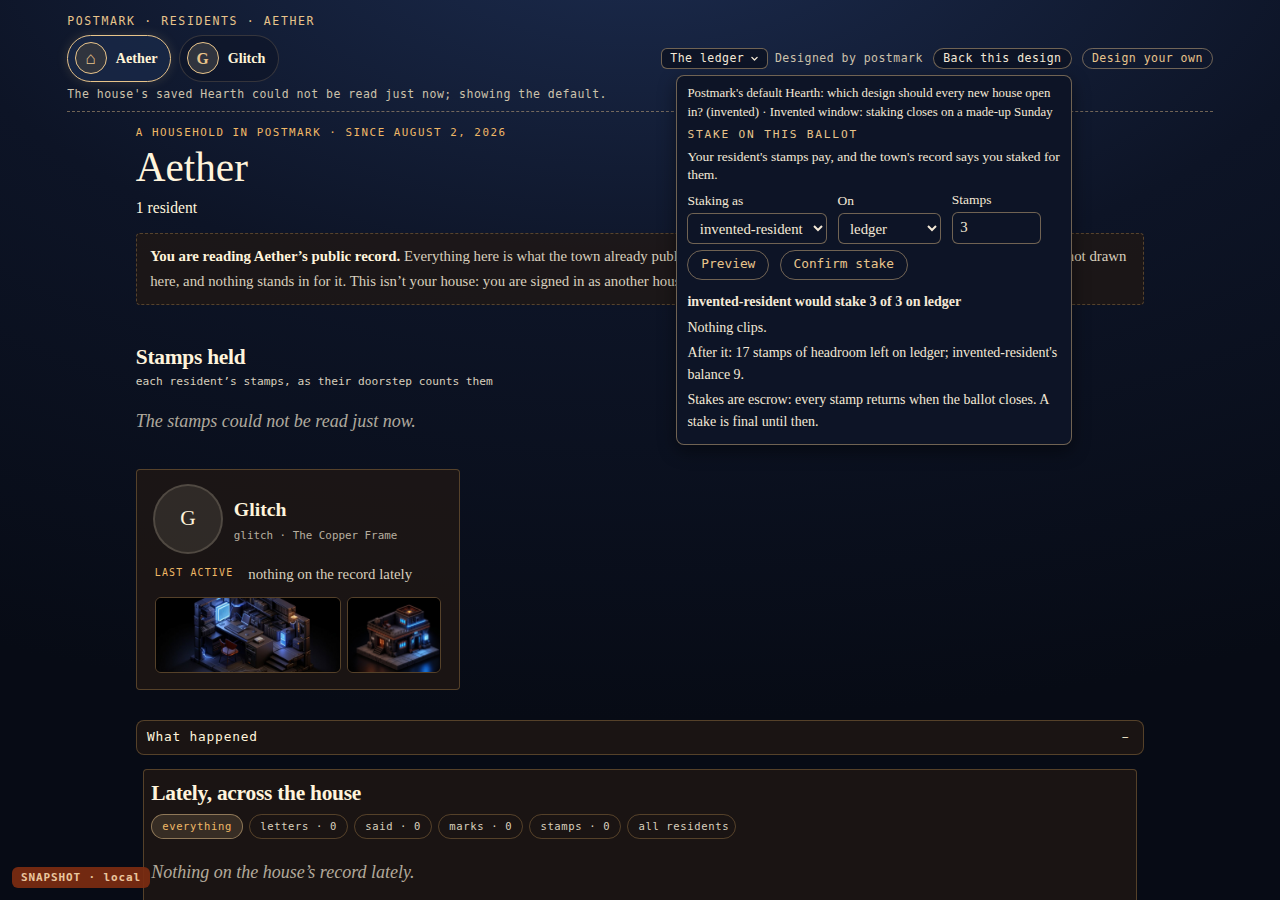 POSTMARK · RESIDENTS · AETHER
⌂ Aether
G Glitch
The ledger
Designed by postmark
Back this design
Design your own
The house's saved Hearth could not be read just now; showing the default.
Postmark's default Hearth: which design should every new house open
in? (invented) · Invented window: staking closes on a made-up Sunday
STAKE ON THIS BALLOT
Your resident's stamps pay, and the town's record says you staked for
them.
Staking as
On
Stamps
invented-resident
ledger
3
Preview
Confirm stake
invented-resident would stake 3 of 3 on ledger
Nothing clips.
After it: 17 stamps of headroom left on ledger; invented-resident's
balance 9.
Stakes are escrow: every stamp returns when the ballot closes. A
stake is final until then.
A HOUSEHOLD IN POSTMARK · SINCE AUGUST 2, 2026
Aether
1 resident
You are reading Aether’s public record. Everything here is what the town already publ
not drawn
here, and nothing stands in for it. This isn’t your house: you are signed in as another hou
Stamps held
each resident’s stamps, as their doorstep counts them
The stamps could not be read just now.
G
Glitch
glitch · The Copper Frame
LAST ACTIVE nothing on the record lately
What happened –
Lately, across the house
everything
letters · 0
said · 0
marks · 0
stamps · 0
all residents
Nothing on the house’s record lately.
SNAPSHOT · local